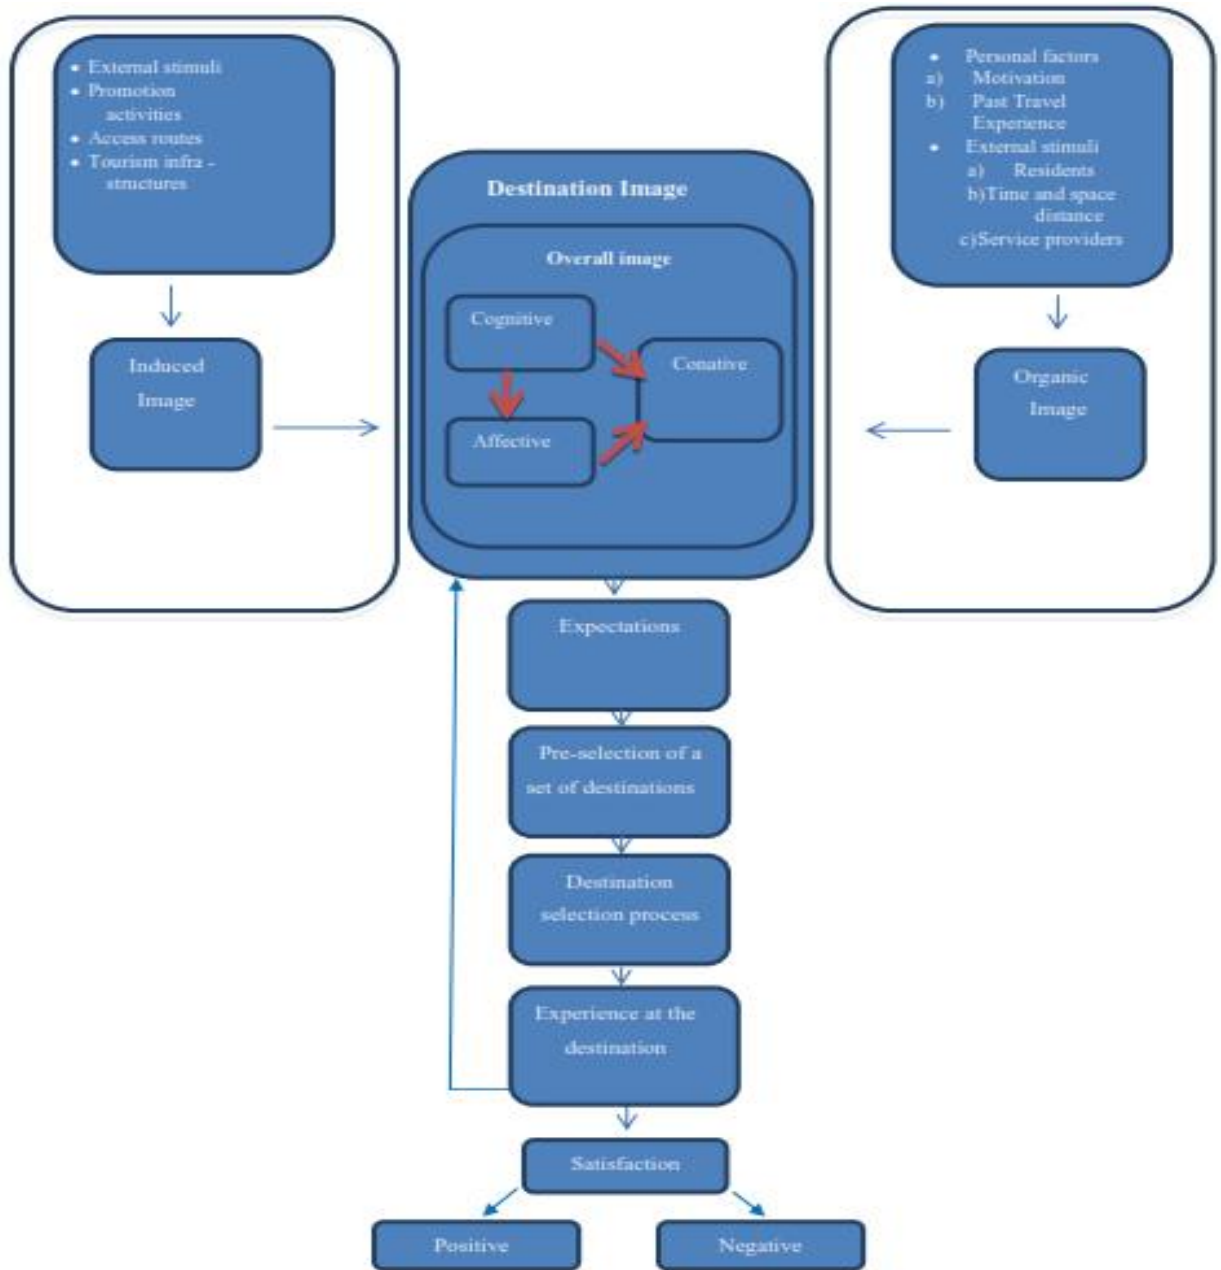 • External stimuli
• Promotion
activities
• Access routes
• Tourism infra -
structures
Induced
Image
Destination Image
Overall image
Cognitive
Affective
Conative
• Personal factors
a) Motivation
b) Past Travel
Experience
• External stimuli
a) Residents
b)Time and space
distance
c)Service providers
Organic
Image
Expectations
Pre-selection of a
set of destinations
Destination
selection process
Experience at the
destination
Satisfaction
Positive
Negative